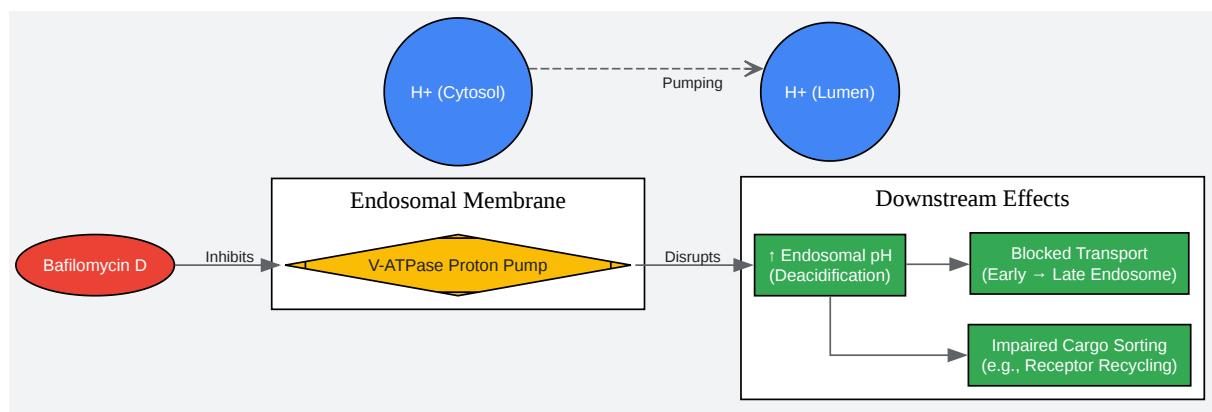 H+ (Cytosol)
Pumping
H+ (Lumen)
Endosomal Membrane
Downstream Effects
Bafilomycin D
Inhibits
V-ATPase Proton Pump
Disrupts
↑ Endosomal pH
(Deacidification)
Blocked Transport
(Early → Late Endosome)
Impaired Cargo Sorting
(e.g., Receptor Recycling)